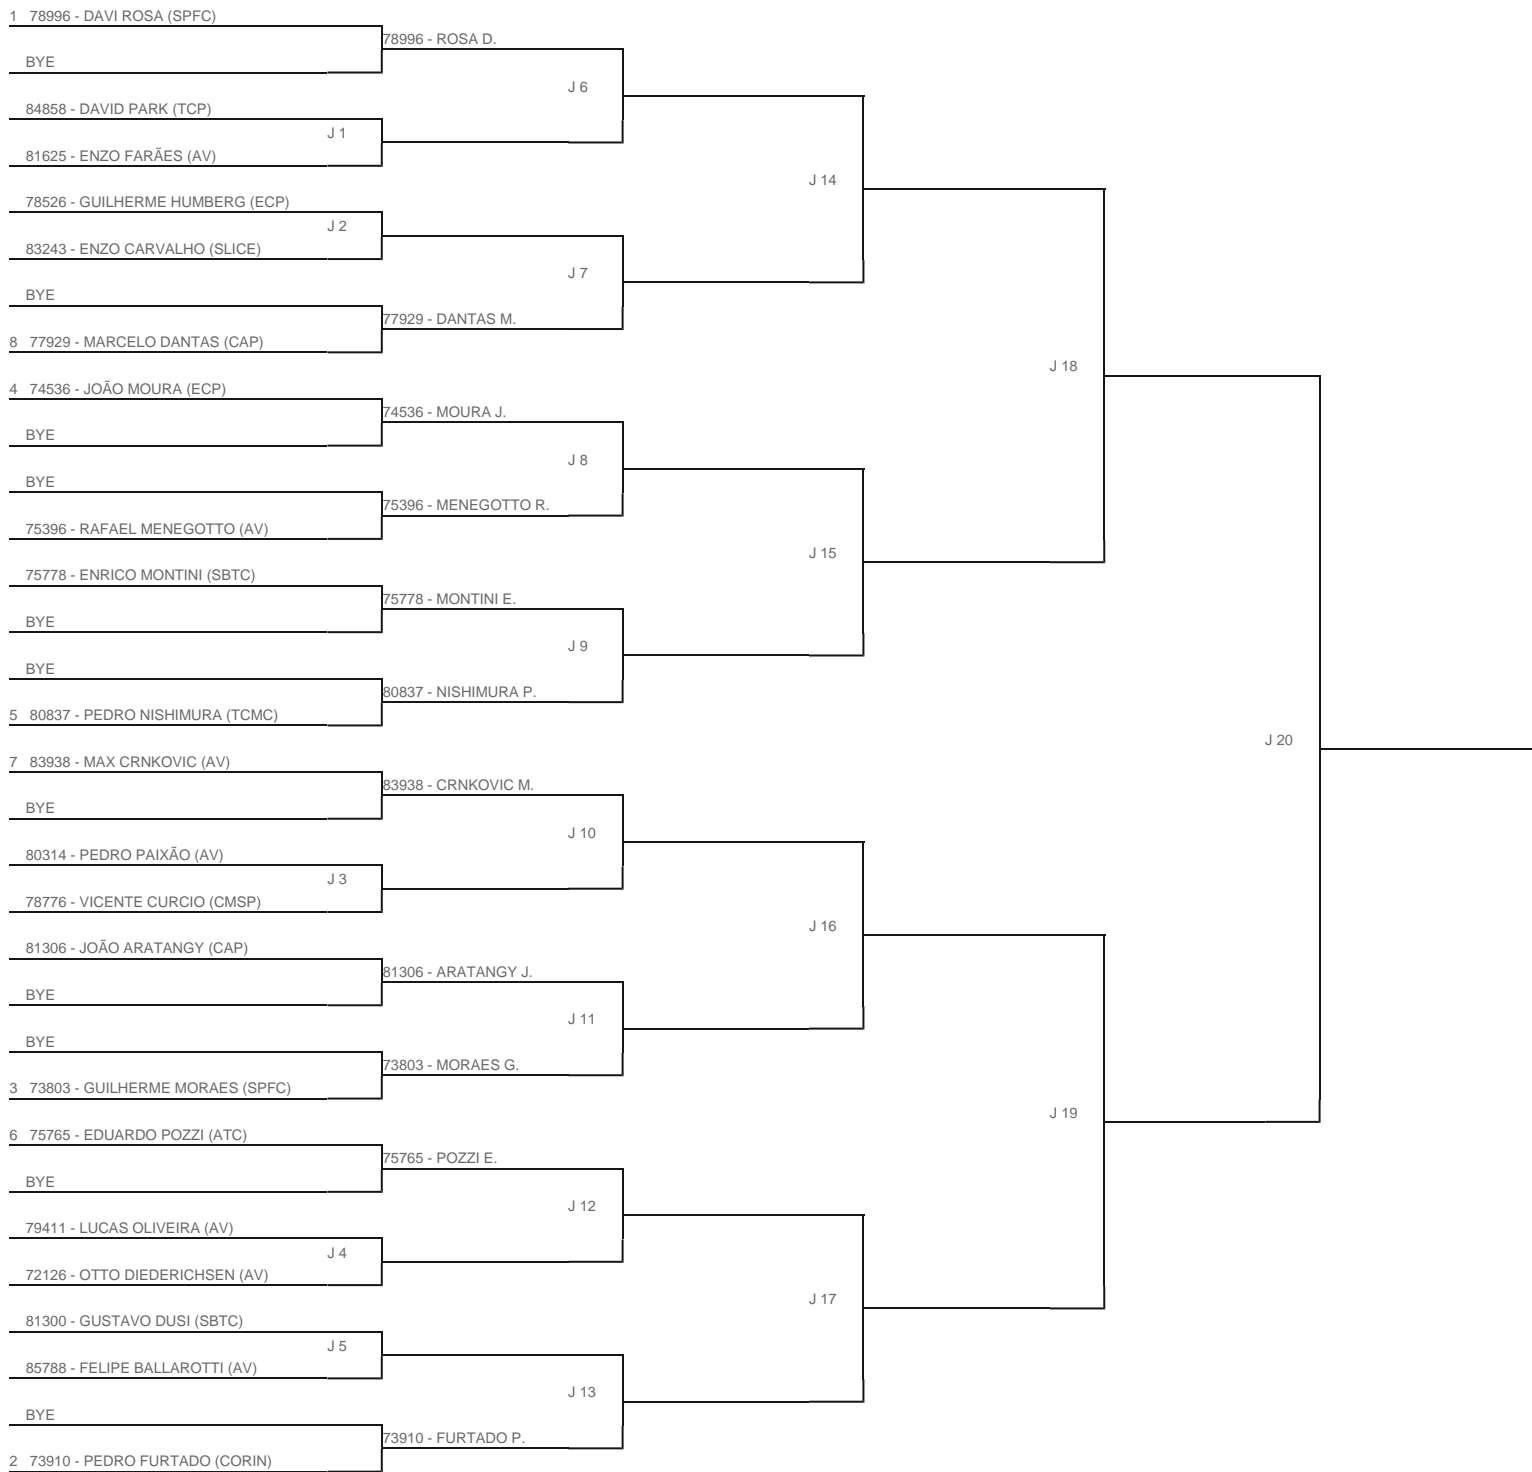 1 78996 - DAVI ROSA (SPFC)
78996 - ROSA D.
BYE
J 6
84858 - DAVID PARK (TCP)
J 1
81625 - ENZO FARÃES (AV)
J 14
78526 - GUILHERME HUMBERG (ECP)
J 2
83243 - ENZO CARVALHO (SLICE)
J 7
BYE
77929 - DANTAS M.
8 77929 - MARCELO DANTAS (CAP)
J 18
4 74536 - JOÃO MOURA (ECP)
74536 - MOURA J.
BYE
J 8
BYE
75396 - MENEGOTTO R.
75396 - RAFAEL MENEGOTTO (AV)
J 15
75778 - ENRICO MONTINI (SBTC)
75778 - MONTINI E.
BYE
J 9
BYE
80837 - NISHIMURA P.
5 80837 - PEDRO NISHIMURA (TCMC)
J 20
7 83938 - MAX CRNKOVIC (AV)
83938 - CRNKOVIC M.
BYE
J 10
80314 - PEDRO PAIXÃO (AV)
J 3
78776 - VICENTE CURCIO (CMSP)
J 16
81306 - JOÃO ARATANGY (CAP)
81306 - ARATANGY J.
BYE
J 11
BYE
73803 - MORAES G.
3 73803 - GUILHERME MORAES (SPFC)
J 19
6 75765 - EDUARDO POZZI (ATC)
75765 - POZZI E.
BYE
J 12
79411 - LUCAS OLIVEIRA (AV)
J 4
72126 - OTTO DIEDERICHSEN (AV)
J 17
81300 - GUSTAVO DUSI (SBTC)
J 5
85788 - FELIPE BALLAROTTI (AV)
J 13
BYE
73910 - FURTADO P.
2 73910 - PEDRO FURTADO (CORIN)